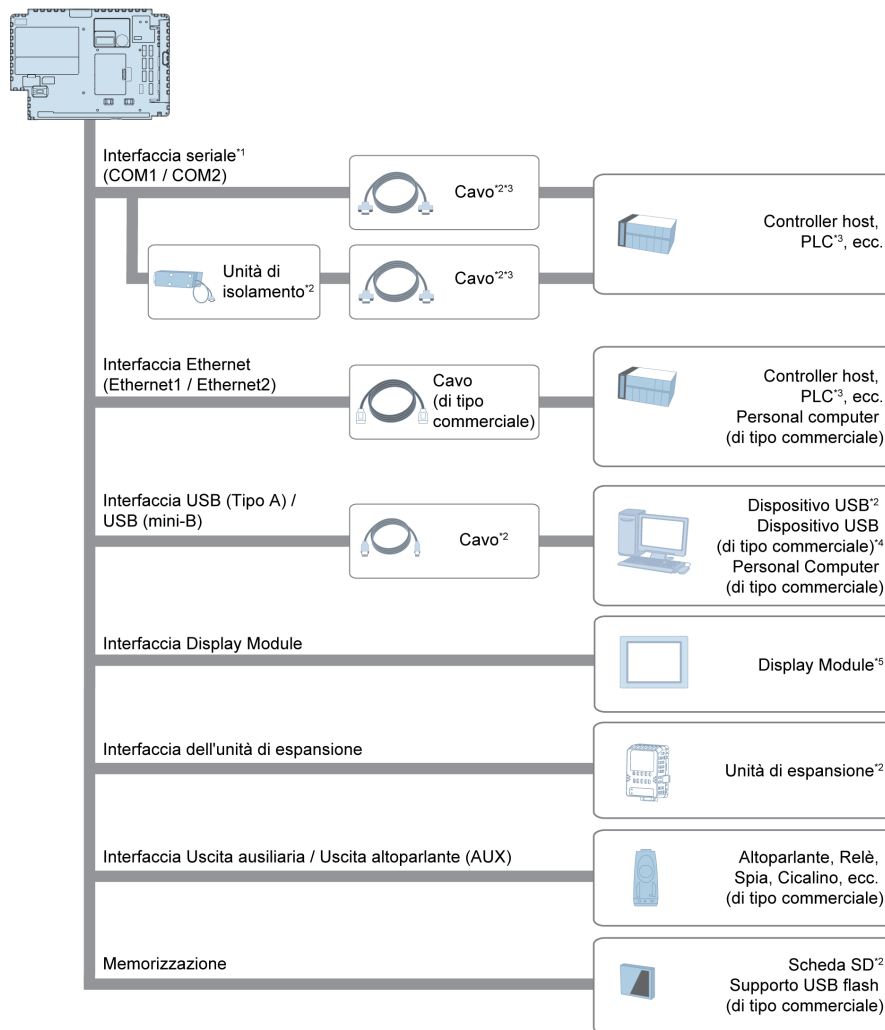 Interfaccia seriale*1
(COM1 / COM2)
Cavo*2*3
Controller host,
PLC*3, ecc.
Unità di
isolamento*2
Cavo*2*3
Interfaccia Ethernet
(Ethernet1 / Ethernet2)
Cavo
(di tipo
commerciale)
Controller host,
PLC*3, ecc.
Personal computer
(di tipo commerciale)
Interfaccia USB (Tipo A) /
USB (mini-B)
Cavo*2
Dispositivo USB*2
Dispositivo USB
(di tipo commerciale)*4
Personal Computer
(di tipo commerciale)
Interfaccia Display Module
Display Module*5
Interfaccia dell'unità di espansione
Unità di espansione*2
Interfaccia Uscita ausiliaria / Uscita altoparlante (AUX)
Altoparlante, Relè,
Spia, Cicalino, ecc.
(di tipo commerciale)
Memorizzazione
Scheda SD*2
Supporto USB flash
(di tipo commerciale)